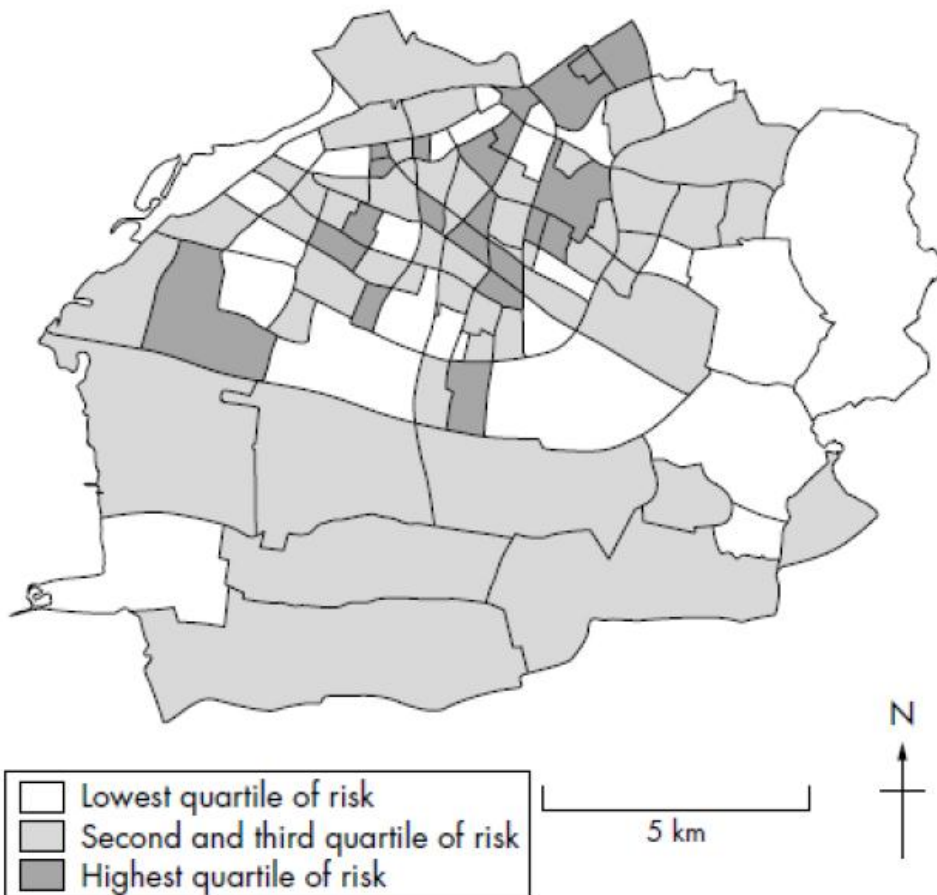 N
Lowest quartile of risk
Second and third quartile of risk
Highest quartile of risk
5 km